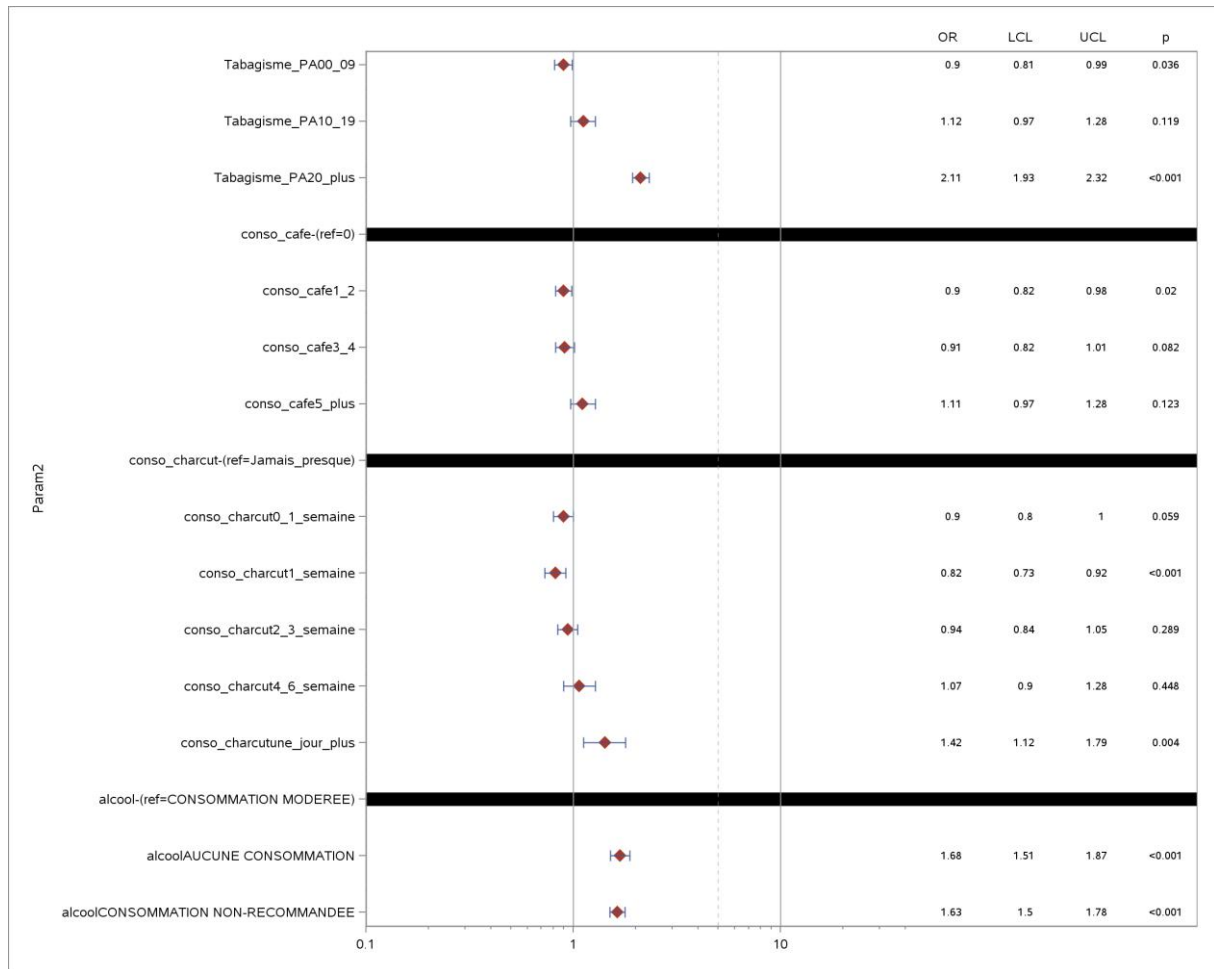 OR LCL UCL p
Tabagisme_PA00_09 0.9 0.81 0.99 0.036
Tabagisme_PA10_19 1.12 0.97 1.28 0.119
Tabagisme_PA20_plus 2.11 1.93 2.32 <0.001
conso_cafe-(ref=0)
conso_cafe1_2 0.9 0.82 0.98 0.02
conso_cafe3_4 0.91 0.82 1.01 0.082
conso_cafe5_plus 1.11 0.97 1.28 0.123
Param2
conso_charcut-(ref=Jamais_presque)
conso_charcut0_1_semaine 0.9 0.8 1 0.059
conso_charcut1_semaine 0.82 0.73 0.92 <0.001
conso_charcut2_3_semaine 0.94 0.84 1.05 0.289
conso_charcut4_6_semaine 1.07 0.9 1.28 0.448
conso_charcutune_jour_plus 1.42 1.12 1.79 0.004
alcool-(ref=CONSOMMATION MODEREE)
alcoolAUCUNE CONSOMMATION 1.68 1.51 1.87 <0.001
alcoolCONSOMMATION NON-RECOMMANDEE 1.63 1.5 1.78 <0.001
0.1 1 10